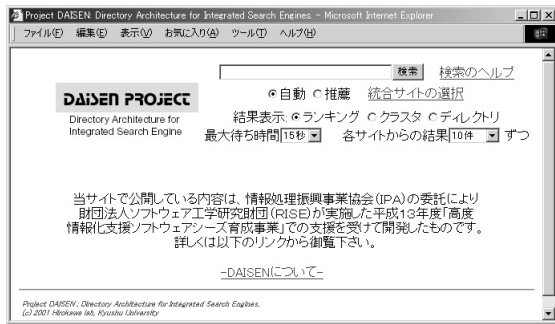 Project DAISEN: Directory Architecture for Integrated Search Engines. - Microsoft Internet Explorer
ファイル(F) 編集(E) 表示(V) お気に入り(A) ツール(T) ヘルプ(H)
検索 検索のヘルプ
自動 推薦 統合サイトの選択
DAISEN PROJECT
Directory Architecture for
Integrated Search Engine
結果表示: ランキング クラスタ ディレクトリ
最大待ち時間 15秒 各サイトからの結果 10件 ずつ
当サイトで公開している内容は、情報処理振興事業協会(IPA)の委託により
財団法人ソフトウェア工学研究財団(RISE)が実施した平成13年度「高度
情報化支援ソフトウェアシーズ育成事業」での支援を受けて開発したものです。
詳しくは以下のリンクから御覧下さい。
-DAISENについて-
Project DAISEN : Directory Architecture for Integrated Search Engines.
(c) 2001 Hirokawa lab, Kyushu University